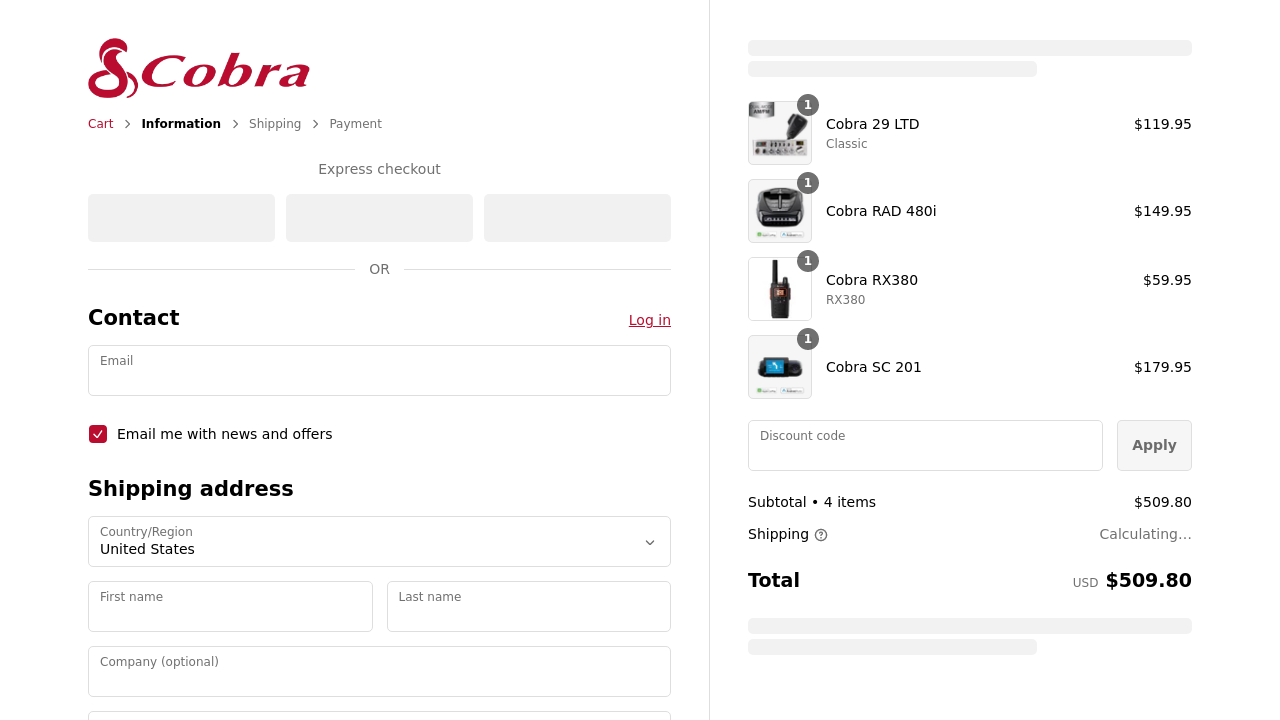 Cobra
Cart
Information
Shipping
Payment
Express checkout
OR
Contact
Log in
Email
Email me with news and offers
Shipping address
Country/Region
United States
First name
Last name
Company (optional)
1
Cobra 29 LTD
Classic
$119.95
1
Cobra RAD 480i
$149.95
1
Cobra RX380
RX380
$59.95
1
Cobra SC 201
$179.95
Discount code
Apply
Subtotal • 4 items
$509.80
Shipping
Calculating…
Total
USD $509.80